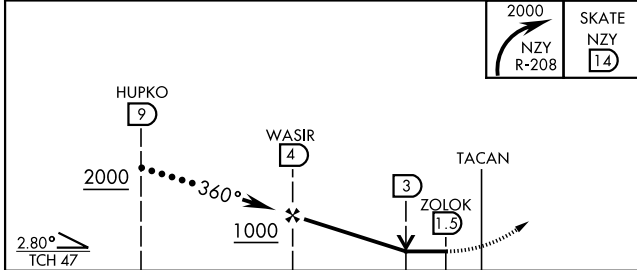 2000
NZY
R-208
SKATE
NZY
14
HUPKO
9
WASIR
4
TACAN
3
ZOLOK
1.5
2000
360°
1000
2.80°
TCH 47